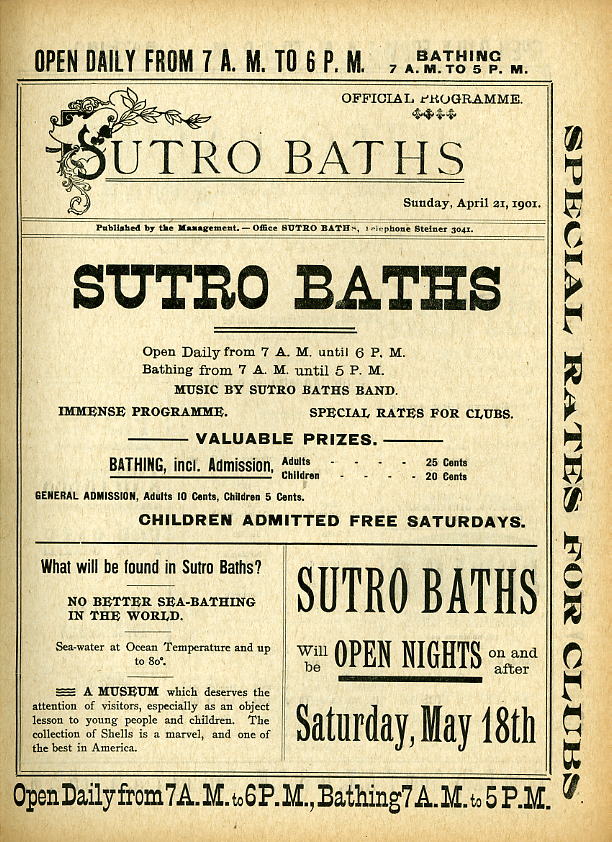 OPEN DAILY FROM 7 A. M. TO 6 P. M.
BATHING
7 A. M. TO 5 P. M.
OFFICIAL PROGRAMME.
SUTRO BATHS
Sunday, April 21, 1901.
Published by the Management. — Office SUTRO BATHS, Telephone Steiner 3041.
SUTRO BATHS
Open Daily from 7 A. M. until 6 P. M.
Bathing from 7 A. M. until 5 P. M.
MUSIC BY SUTRO BATHS BAND.
IMMENSE PROGRAMME. SPECIAL RATES FOR CLUBS.
VALUABLE PRIZES.
BATHING, incl. Admission, Adults - - - - 25 Cents
Children - - - - 20 Cents
GENERAL ADMISSION, Adults 10 Cents, Children 5 Cents.
CHILDREN ADMITTED FREE SATURDAYS.
What will be found in Sutro Baths?
NO BETTER SEA-BATHING
IN THE WORLD.
Sea-water at Ocean Temperature and up
to 80°.
A MUSEUM which deserves the
attention of visitors, especially as an object
lesson to young people and children. The
collection of Shells is a marvel, and one of
the best in America.
SUTRO BATHS
Will be OPEN NIGHTS on and after
Saturday, May 18th
SPECIAL RATES FOR CLUBS
Open Daily from 7 A. M. to 6 P. M., Bathing 7 A. M. to 5 P. M.